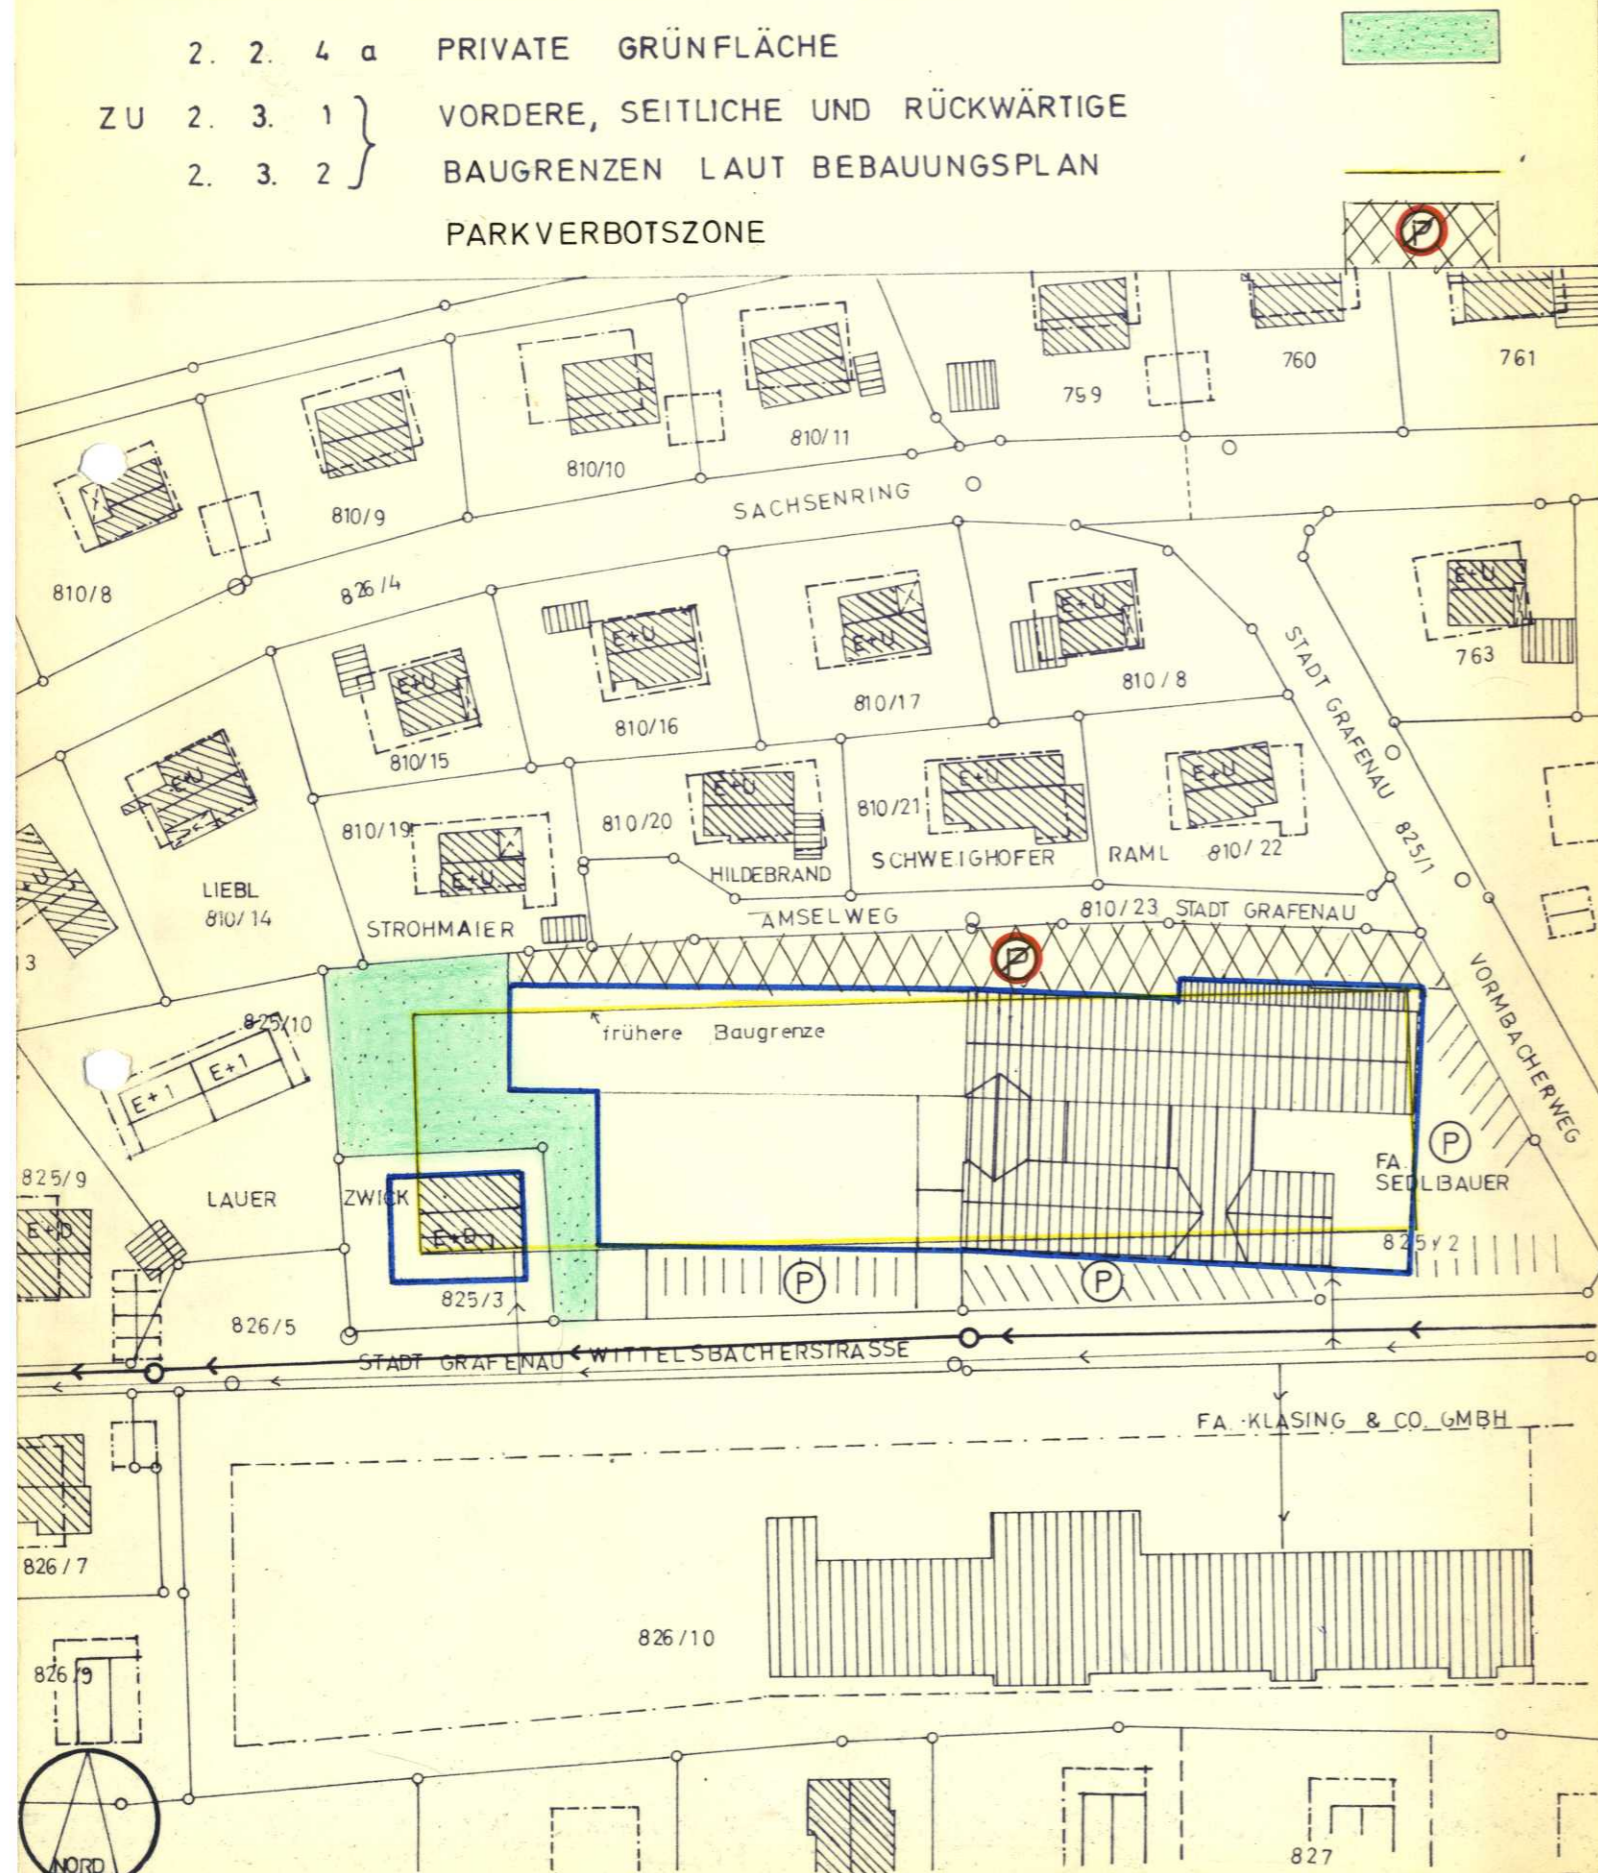 2. 2. 4 a PRIVATE GRÜNFLÄCHE
ZU 2. 3. 1 } VORDERE, SEITLICHE UND RÜCKWÄRTIGE
2. 3. 2 BAUGRENZEN LAUT BEBAUUNGSPLAN
PARKVERBOTSZONE
P
759
760
761
810/8
810/9
810/10
810/11
SACHSENRING
826/4
810/15
810/16
810/17
810/8
763
E+U
E+U
E+U
E+U
E+U
E+U
STADT GRAFENAU 825/1
VORMBACHERWEG
E+U
LIEBL
810/14
810/19
E+U
STROHMAIER
810/20
E+U
HILDEBRAND
810/21
E+U
SCHWEIGHOFER
RAML
E+U
810/22
AMSELWEG
810/23 STADT GRAFENAU
P
3
825/10
E+1
E+1
frühere Baugrenze
P
FA.
SEDLBAUER
825/2
825/9
E+D
LAUER
ZWICK
E+D
825/3
P
P
826/5
STADT GRAFENAU WITTELSBACHERSTRASSE
FA. KLASING & CO. GMBH
826/7
826/10
826/9
NORD
827